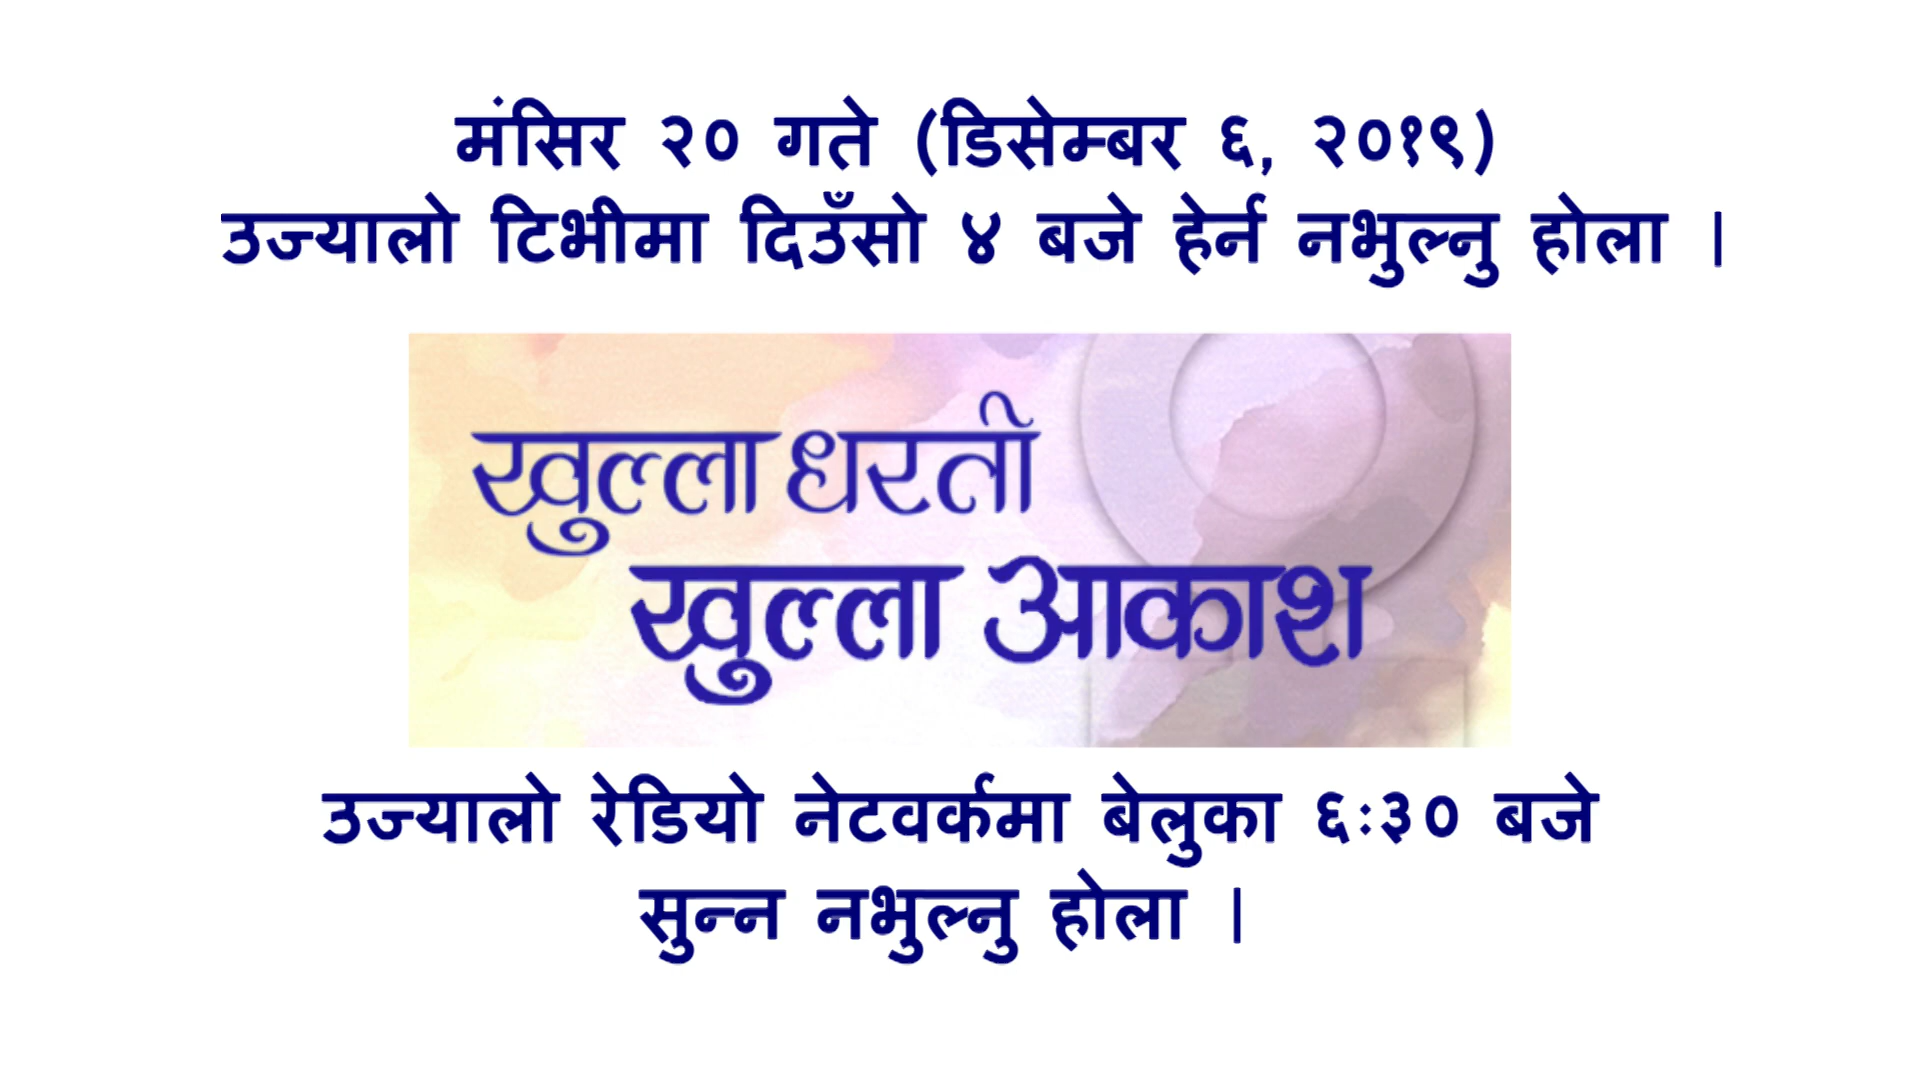 मंसिर २० गते (डिसेम्बर ६, २०१९)
उज्यालो टिभीमा दिउँसो ४ बजे हेर्न नभुल्नु होला |
खुल्ला धरती
खुल्ला आकाश
उज्यालो रेडियो नेटवर्कमा बेलुका ६:३० बजे
सुन्न नभुल्नु होला |